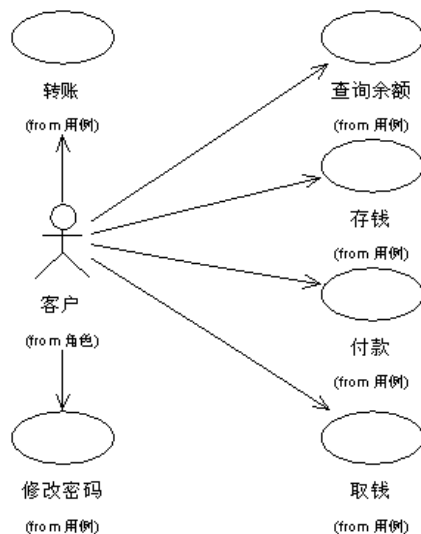 转账
(from 用例)
查询余额
(from 用例)
存钱
(from 用例)
客户
(from 角色)
付款
(from 用例)
修改密码
(from 用例)
取钱
(from 用例)